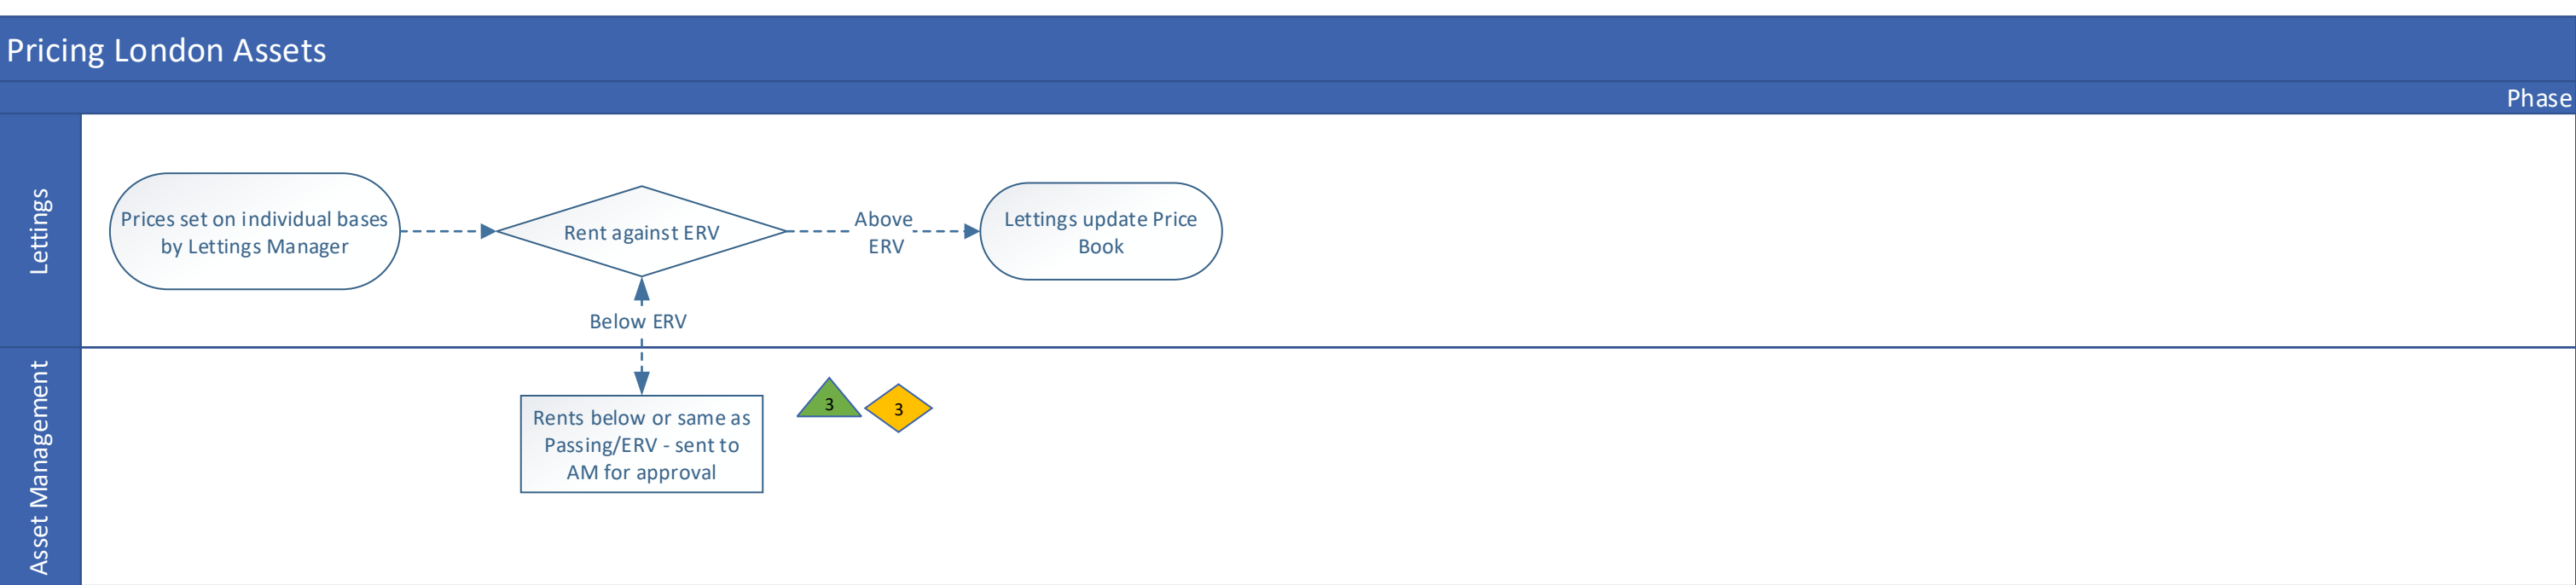 Pricing London Assets
Phase
Lettings
Prices set on individual bases
by Lettings Manager
Rent against ERV
Above
ERV
Lettings update Price
Book
Below ERV
Asset Management
Rents below or same as
Passing/ERV - sent to
AM for approval
3
3